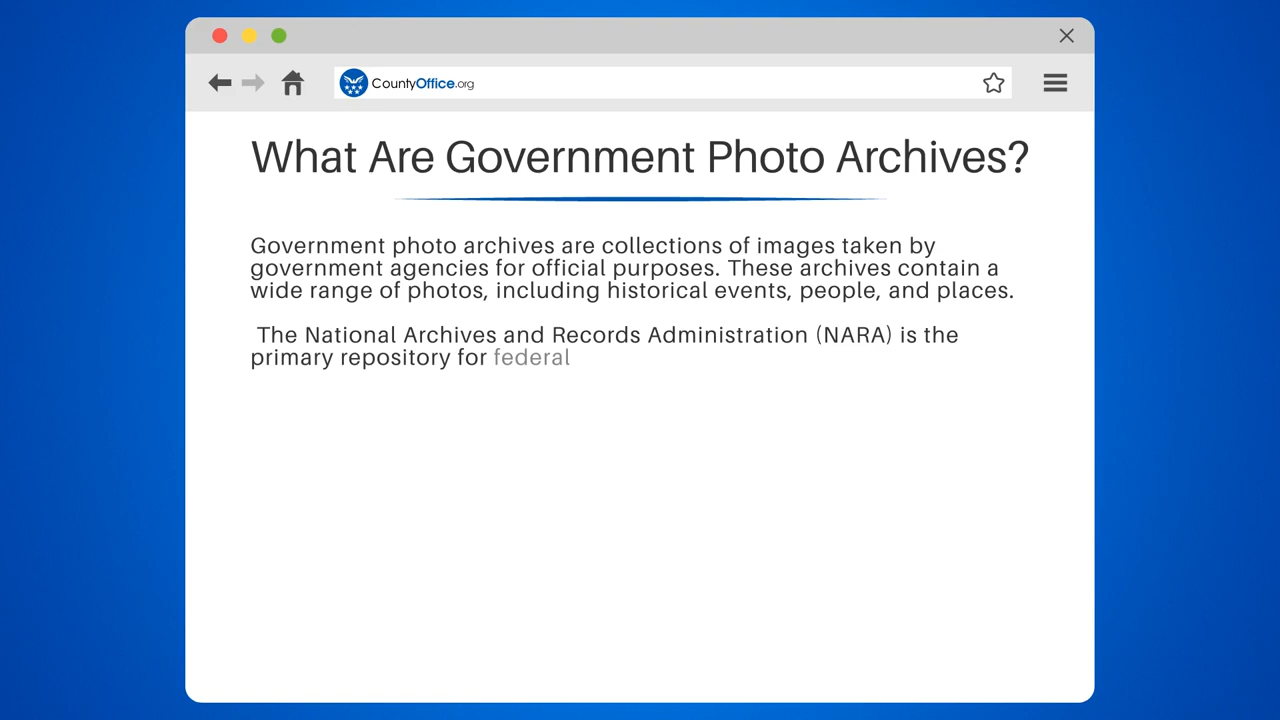 CountyOffice.org
What Are Government Photo Archives?
Government photo archives are collections of images taken by
government agencies for official purposes. These archives contain a
wide range of photos, including historical events, people, and places.
The National Archives and Records Administration (NARA) is the
primary repository for federal